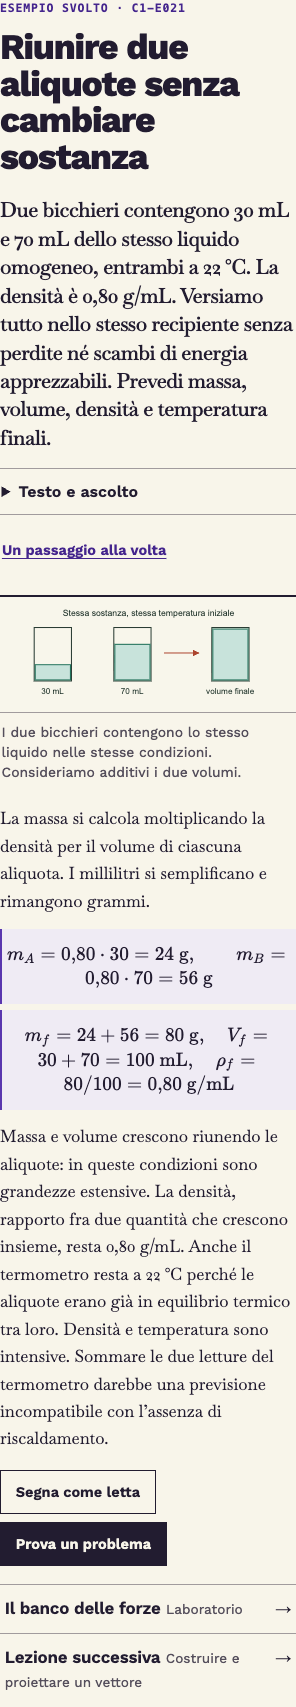 ESEMPIO SVOLTO · C1–E021
Riunire due
aliquote senza
cambiare
sostanza
Due bicchieri contengono 30 mL
e 70 mL dello stesso liquido
omogeneo, entrambi a 22 °C. La
densità è 0,80 g/mL. Versiamo
tutto nello stesso recipiente senza
perdite né scambi di energia
apprezzabili. Prevedi massa,
volume, densità e temperatura
finali.
▶ Testo e ascolto
Un passaggio alla volta
Stessa sostanza, stessa temperatura iniziale
30 mL 70 mL volume finale
I due bicchieri contengono lo stesso
liquido nelle stesse condizioni.
Consideriamo additivi i due volumi.
La massa si calcola moltiplicando la
densità per il volume di ciascuna
aliquota. I millilitri si semplificano e
rimangono grammi.
m_A = 0,80 · 30 = 24 g, m_B =
0,80 · 70 = 56 g
m_f = 24 + 56 = 80 g, V_f =
30 + 70 = 100 mL, ρ_f =
80/100 = 0,80 g/mL
Massa e volume crescono riunendo le
aliquote: in queste condizioni sono
grandezze estensive. La densità,
rapporto fra due quantità che crescono
insieme, resta 0,80 g/mL. Anche il
termometro resta a 22 °C perché le
aliquote erano già in equilibrio termico
tra loro. Densità e temperatura sono
intensive. Sommare le due letture del
termometro darebbe una previsione
incompatibile con l’assenza di
riscaldamento.
Segna come letta
Prova un problema
Il banco delle forze Laboratorio →
Lezione successiva Costruire e →
proiettare un vettore